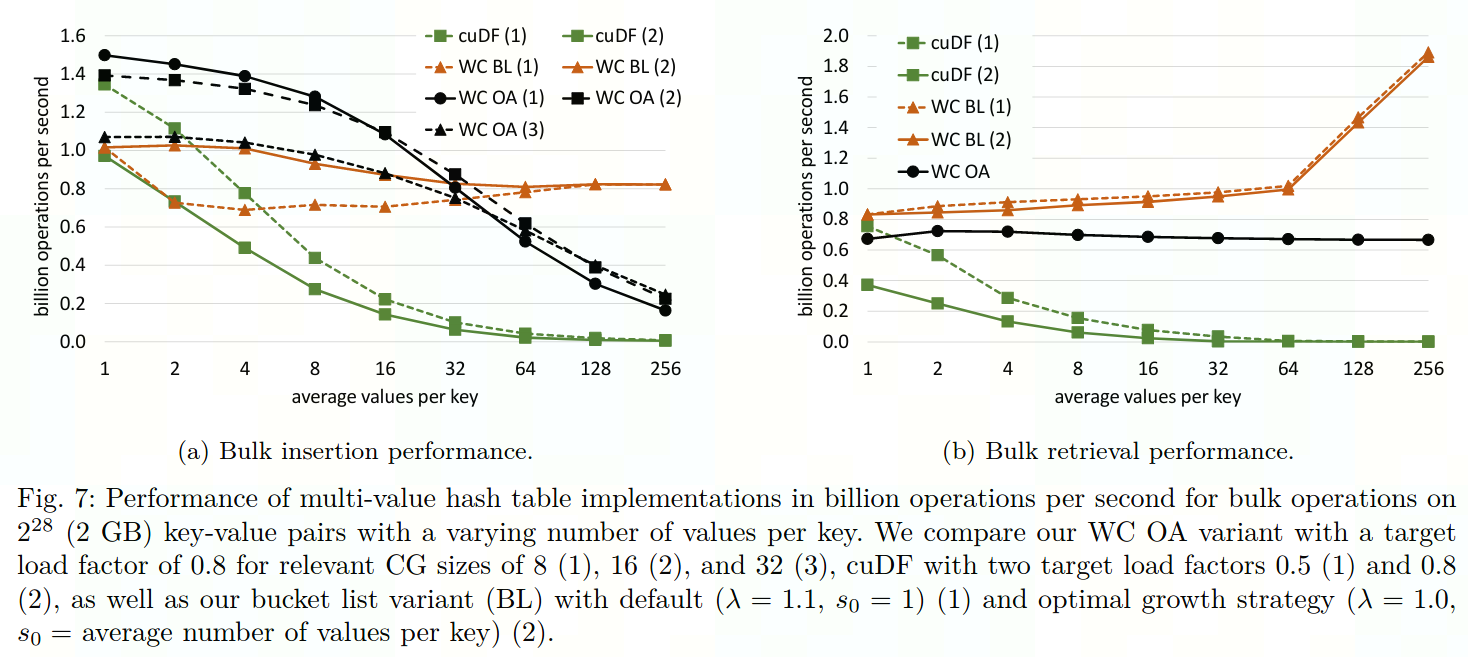 1.6
1.4
1.2
1.0
0.8
0.6
0.4
0.2
0.0
billion operations per second
cuDF (1) cuDF (2)
WC BL (1) WC BL (2)
WC OA (1) WC OA (2)
WC OA (3)
1 2 4 8 16 32 64 128 256
average values per key
(a) Bulk insertion performance.
2.0
1.8
1.6
1.4
1.2
1.0
0.8
0.6
0.4
0.2
0.0
billion operations per second
cuDF (1)
cuDF (2)
WC BL (1)
WC BL (2)
WC OA
1 2 4 8 16 32 64 128 256
average values per key
(b) Bulk retrieval performance.
Fig. 7: Performance of multi-value hash table implementations in billion operations per second for bulk operations on
2²⁸ (2 GB) key-value pairs with a varying number of values per key. We compare our WC OA variant with a target
load factor of 0.8 for relevant CG sizes of 8 (1), 16 (2), and 32 (3), cuDF with two target load factors 0.5 (1) and 0.8
(2), as well as our bucket list variant (BL) with default (λ = 1.1, s₀ = 1) (1) and optimal growth strategy (λ = 1.0,
s₀ = average number of values per key) (2).